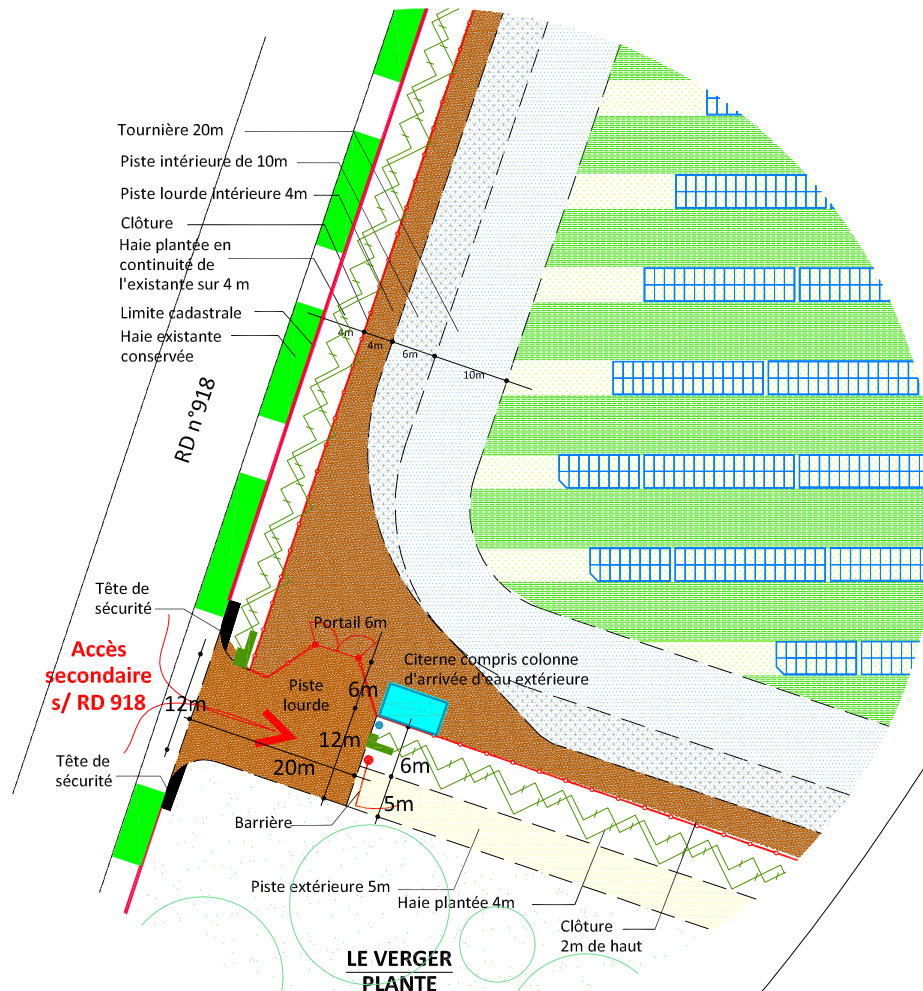 Tournière 20m
Piste intérieure de 10m
Piste lourde intérieure 4m
Clôture
Haie plantée en
continuité de
l'existante sur 4 m
Limite cadastrale
Haie existante
conservée
4m
4m
6m
10m
RD n°918
Tête de
sécurité
Portail 6m
Accès
secondaire
s/ RD 918
Citerne compris colonne
d'arrivée d'eau extérieure
Piste
lourde
6m
12m
12m
20m
6m
Tête de
sécurité
5m
Barrière
Piste extérieure 5m
Haie plantée 4m
Clôture
2m de haut
LE VERGER
PLANTE